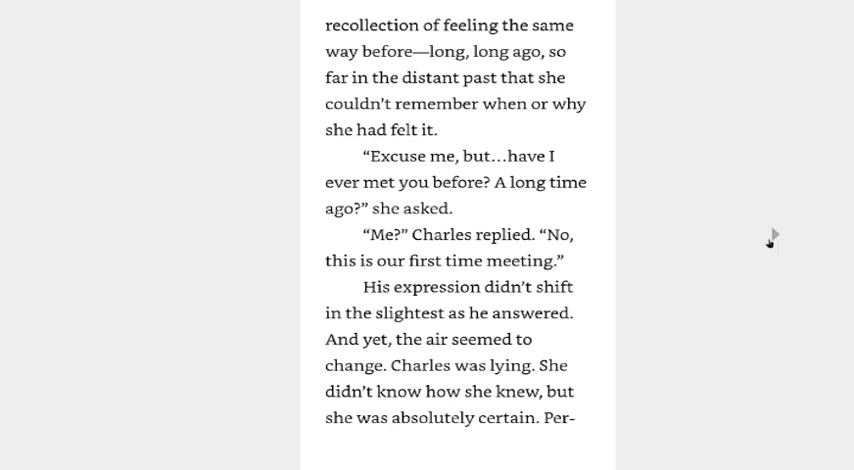 recollection of feeling the same
way before—long, long ago, so
far in the distant past that she
couldn’t remember when or why
she had felt it.
“Excuse me, but…have I
ever met you before? A long time
ago?” she asked.
“Me?” Charles replied. “No,
this is our first time meeting.”
His expression didn’t shift
in the slightest as he answered.
And yet, the air seemed to
change. Charles was lying. She
didn’t know how she knew, but
she was absolutely certain. Per-